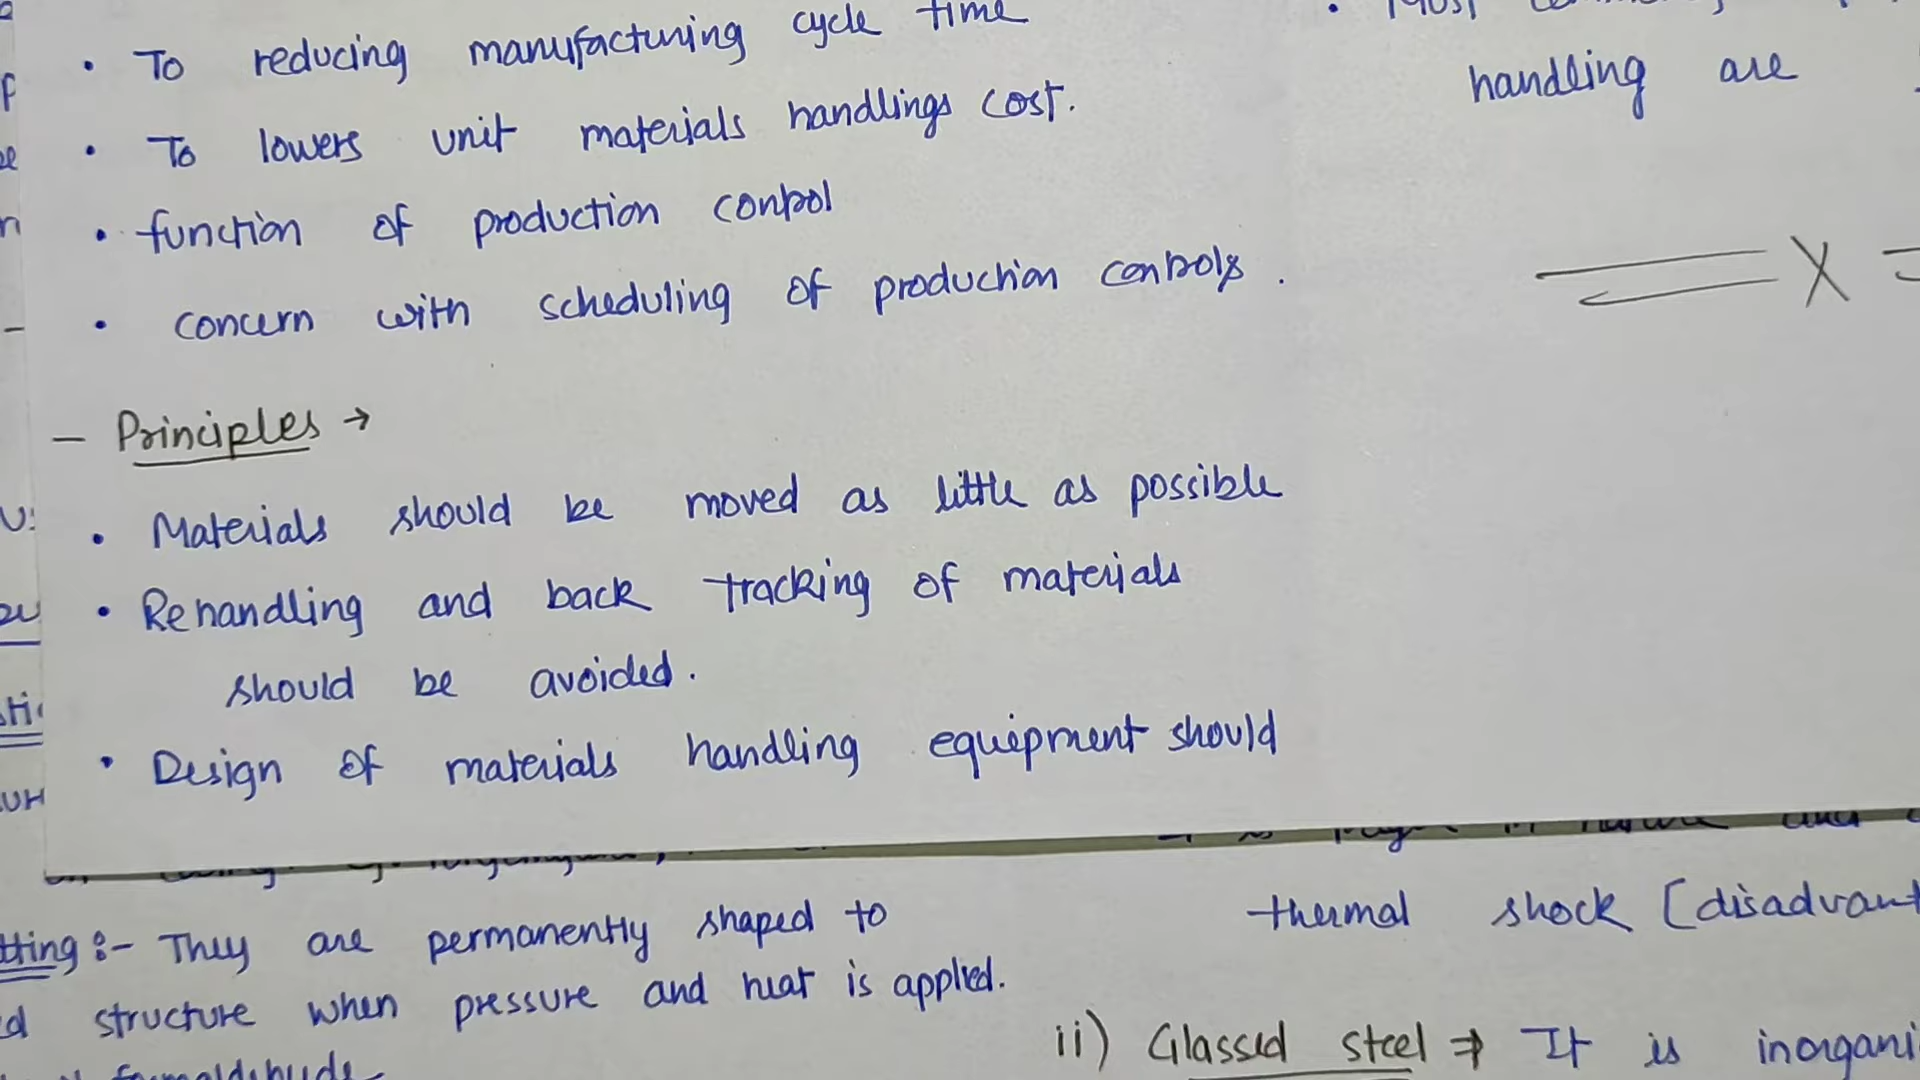 • To reducing manufacturing cycle time
• To lowers unit materials handlings cost.
• function of production control
• concern with scheduling of production controls.
– Principles →
• Materials should be moved as little as possible
• Rehandling and back tracking of materials
should be avoided.
• Design of materials handling equipment should
handling are
X
tting :- They are permanently shaped to
structure when pressure and heat is applied.
thermal shock [disadvant
ii) Glassed steel ⇒ It is inorgani